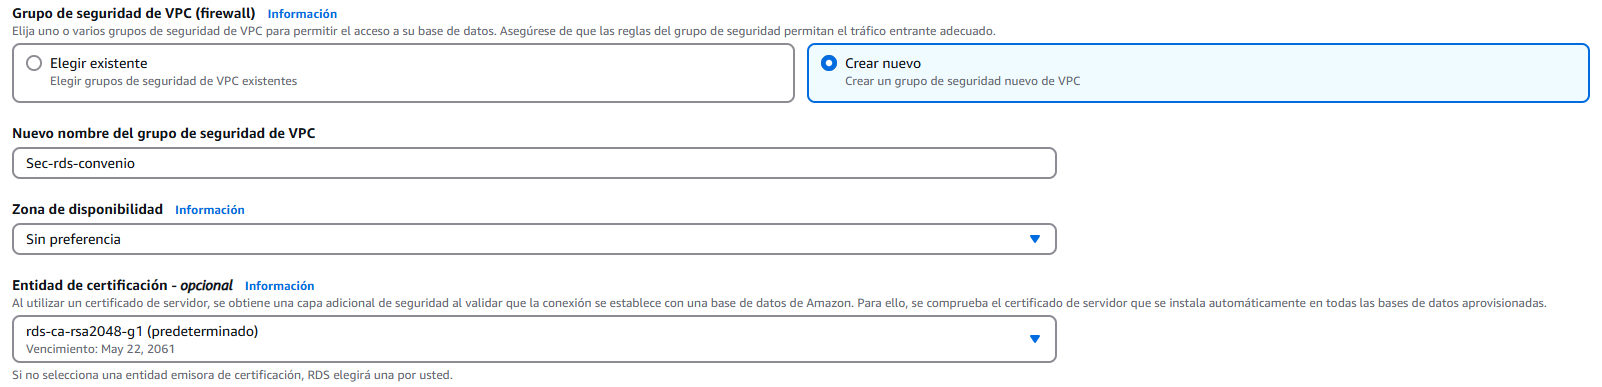 Grupo de seguridad de VPC (firewall) Información
Elija uno o varios grupos de seguridad de VPC para permitir el acceso a su base de datos. Asegúrese de que las reglas del grupo de seguridad permitan el tráfico entrante adecuado.
Elegir existente
Elegir grupos de seguridad de VPC existentes
Crear nuevo
Crear un grupo de seguridad nuevo de VPC
Nuevo nombre del grupo de seguridad de VPC
Sec-rds-convenio
Zona de disponibilidad Información
Sin preferencia
Entidad de certificación - opcional Información
Al utilizar un certificado de servidor, se obtiene una capa adicional de seguridad al validar que la conexión se establece con una base de datos de Amazon. Para ello, se comprueba el certificado de servidor que se instala automáticamente en todas las bases de datos aprovisionadas.
rds-ca-rsa2048-g1 (predeterminado)
Vencimiento: May 22, 2061
Si no selecciona una entidad emisora de certificación, RDS elegirá una por usted.